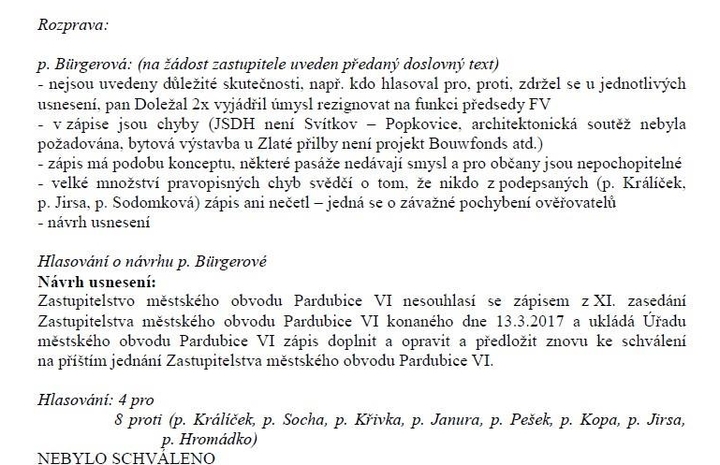 Rozprava:
p. Bürgerová: (na žádost zastupitele uveden předaný doslovný text)
- nejsou uvedeny důležité skutečnosti, např. kdo hlasoval pro, proti, zdržel se u jednotlivých
usnesení, pan Doležal 2x vyjádřil úmysl rezignovat na funkci předsedy FV
- v zápise jsou chyby (JSDH není Svítkov – Popkovice, architektonická soutěž nebyla
požadována, bytová výstavba u Zlaté přilby není projekt Bouwfonds atd.)
- zápis má podobu konceptu, některé pasáže nedávají smysl a pro občany jsou nepochopitelné
- velké množství pravopisných chyb svědčí o tom, že nikdo z podepsaných (p. Králíček,
p. Jirsa, p. Sodomková) zápis ani nečetl – jedná se o závažné pochybení ověřovatelů
- návrh usnesení
Hlasování o návrhu p. Bürgerové
Návrh usnesení:
Zastupitelstvo městského obvodu Pardubice VI nesouhlasí se zápisem z XI. zasedání
Zastupitelstva městského obvodu Pardubice VI konaného dne 13.3.2017 a ukládá Úřadu
městského obvodu Pardubice VI zápis doplnit a opravit a předložit znovu ke schválení
na příštím jednání Zastupitelstva městského obvodu Pardubice VI.
Hlasování: 4 pro
8 proti (p. Králíček, p. Socha, p. Křivka, p. Janura, p. Pešek, p. Kopa, p. Jirsa,
p. Hromádko)
NEBYLO SCHVÁLENO